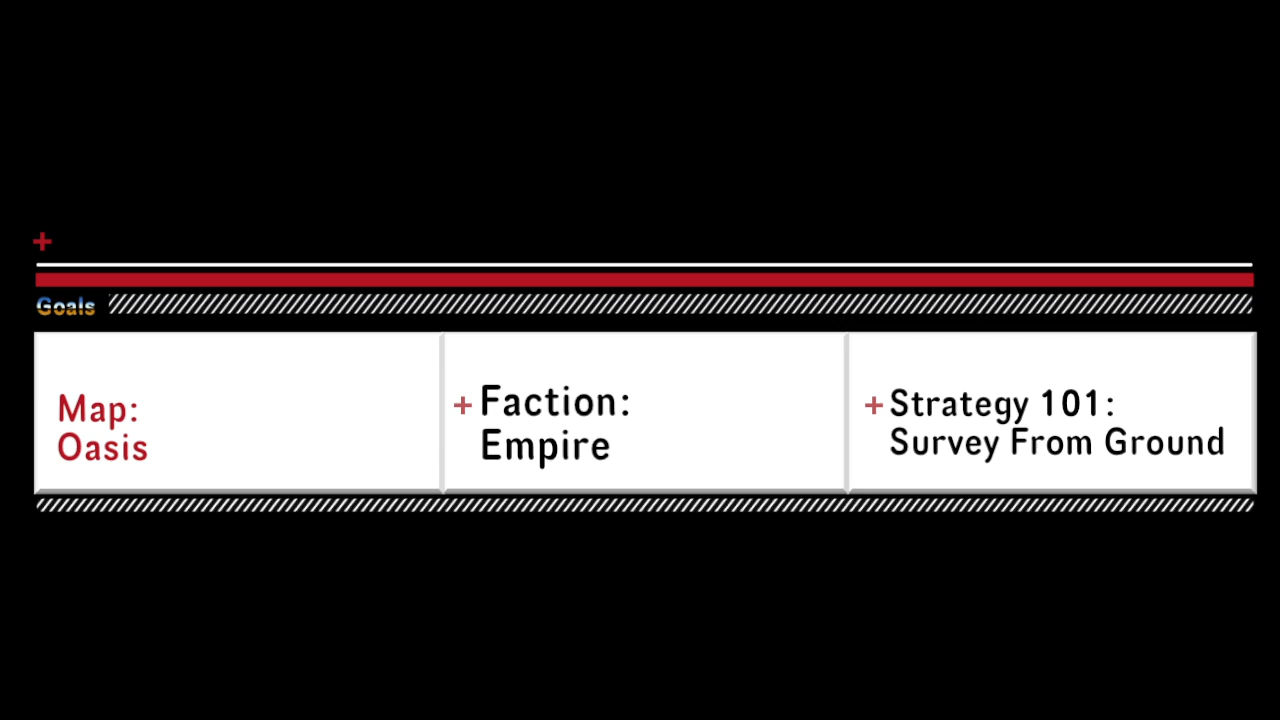 +
Goals
Map:
Oasis
+ Faction:
Empire
+ Strategy 101:
Survey From Ground